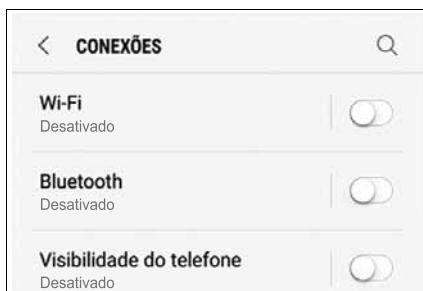 CONEXÕES
Wi-Fi
Desativado
Bluetooth
Desativado
Visibilidade do telefone
Desativado